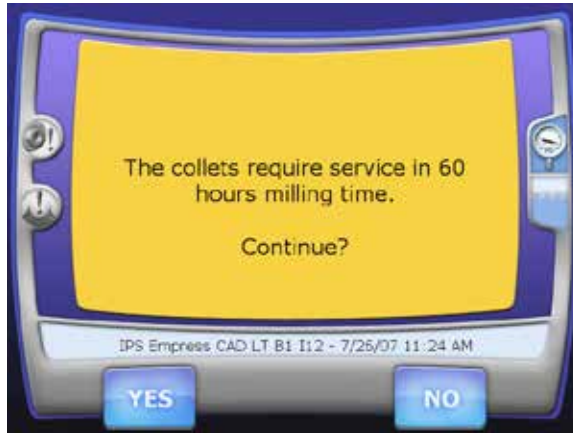 The collets require service in 60
hours milling time.
Continue?
IPS Empress CAD LT B1 I12 - 7/26/07 11:24 AM
YES
NO